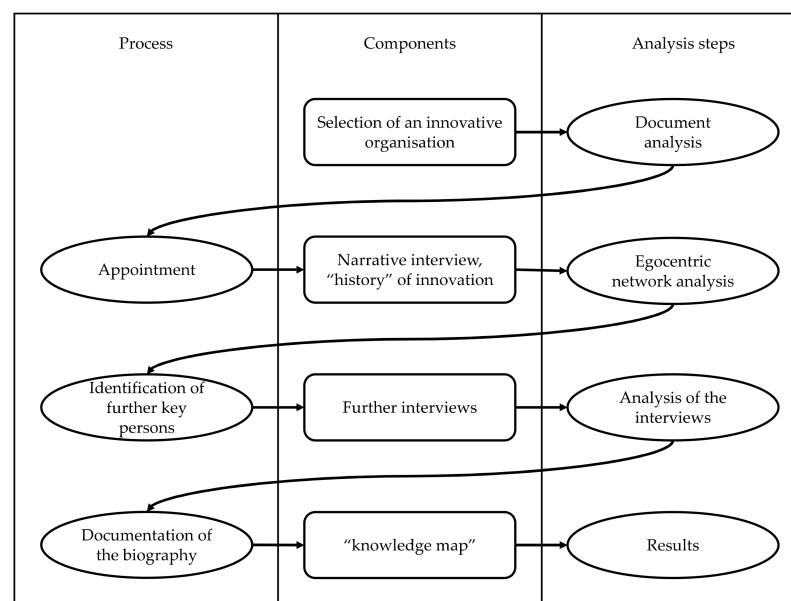 Process
Components
Analysis steps
Selection of an innovative
organisation
Document
analysis
Appointment
Narrative interview,
“history” of innovation
Egocentric
network analysis
Identification of
further key
persons
Further interviews
Analysis of the
interviews
Documentation of
the biography
“knowledge map”
Results